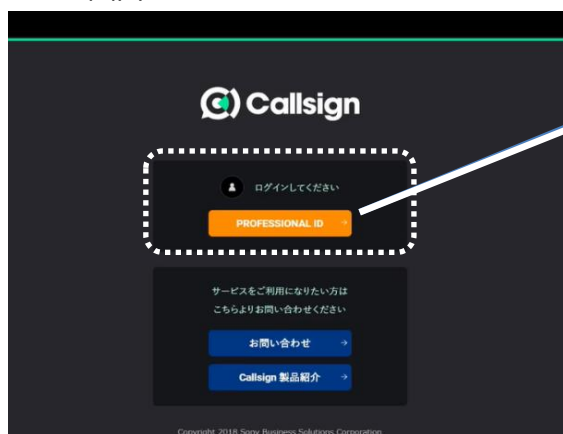 Callsign
ログインしてください
PROFESSIONAL ID
サービスをご利用になりたい方は
こちらよりお問い合わせください
お問い合わせ
Callsign 製品紹介
Copyright 2018 Sony Business Solutions Corporation